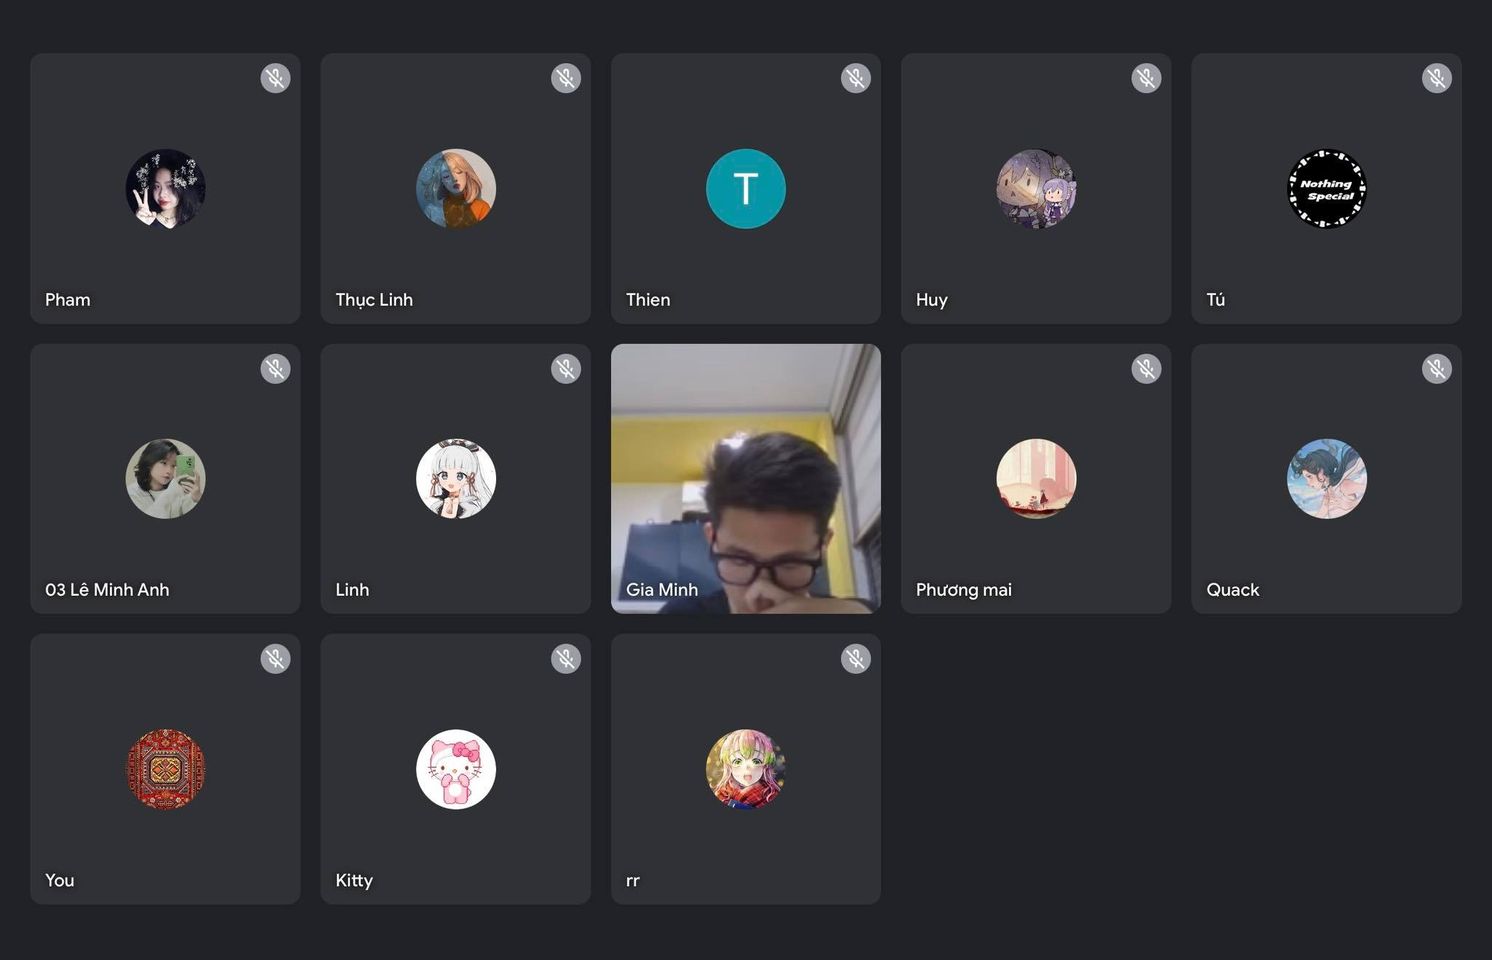 Pham
Thục Linh
T
Thien
Huy
Nothing
Special
Tú
03 Lê Minh Anh
Linh
Gia Minh
Phương mai
Quack
You
Kitty
rr